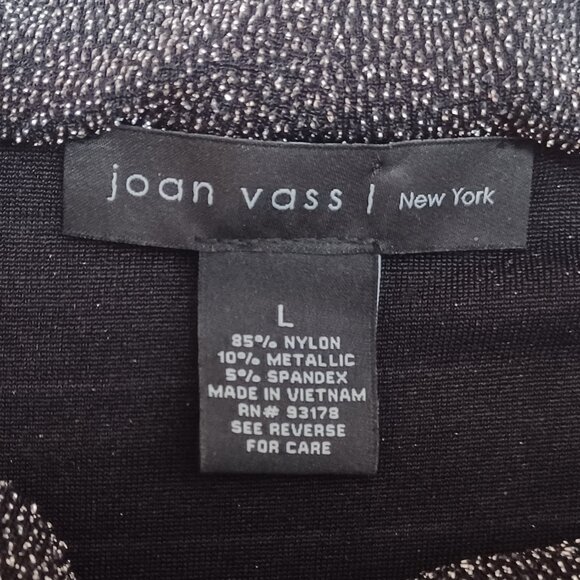 joan vass | New York
L
85% NYLON
10% METALLIC
5% SPANDEX
MADE IN VIETNAM
RN# 93178
SEE REVERSE
FOR CARE